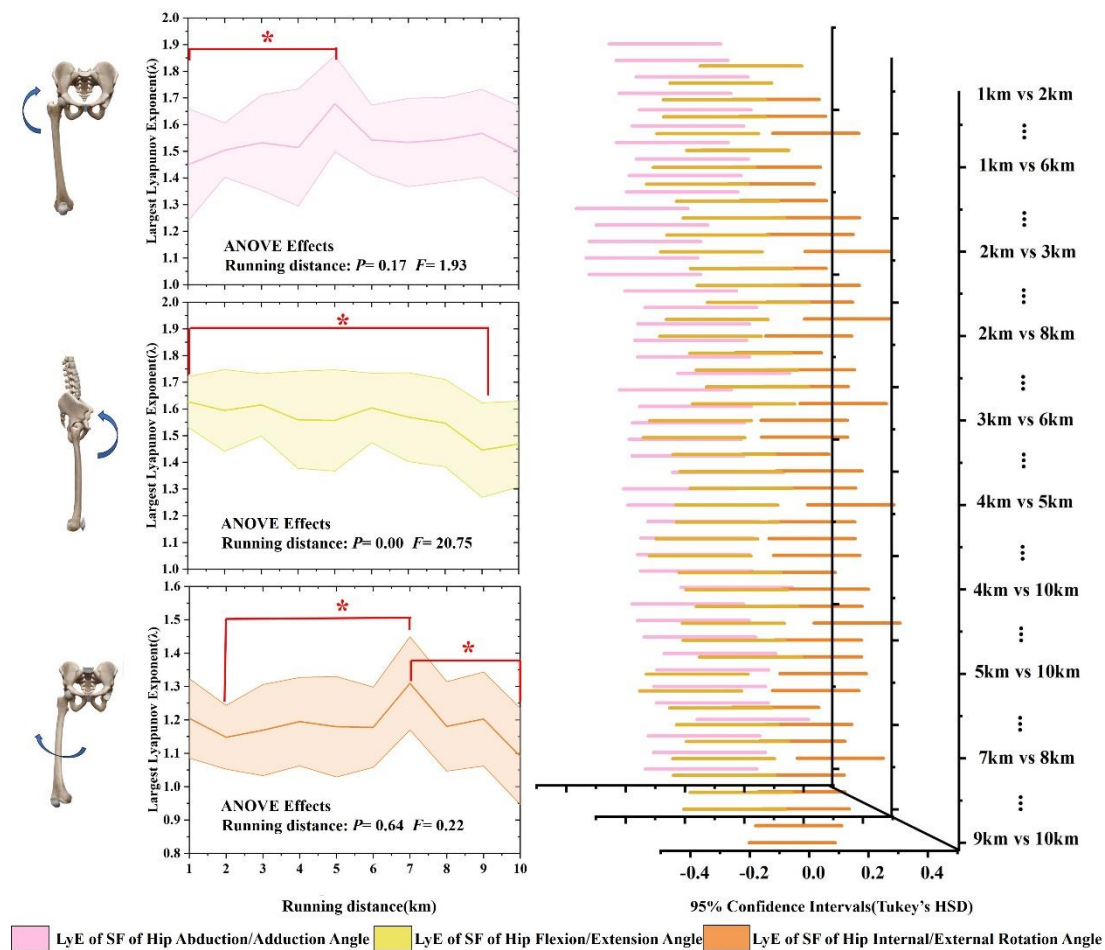 2.0
1.9
1.8
1.7
1.6
1.5
1.4
1.3
1.2
1.1
1.0
Largest Lyapunov Exponent(λ)
*
ANOVE Effects
Running distance: P= 0.17 F= 1.93
2.0
1.9
1.8
1.7
1.6
1.5
1.4
1.3
1.2
1.1
1.0
Largest Lyapunov Exponent(λ)
*
ANOVE Effects
Running distance: P= 0.00 F= 20.75
1.6
1.5
1.4
1.3
1.2
1.1
1.0
0.9
0.8
Largest Lyapunov Exponent(λ)
*
*
ANOVE Effects
Running distance: P= 0.64 F= 0.22
1 2 3 4 5 6 7 8 9 10
Running distance(km)
1km vs 2km
1km vs 6km
2km vs 3km
2km vs 8km
3km vs 6km
4km vs 5km
4km vs 10km
5km vs 10km
7km vs 8km
9km vs 10km
-0.4 -0.2 0.0 0.2 0.4
95% Confidence Intervals(Tukey's HSD)
LyE of SF of Hip Abduction/Adduction Angle LyE of SF of Hip Flexion/Extension Angle LyE of SF of Hip Internal/External Rotation Angle